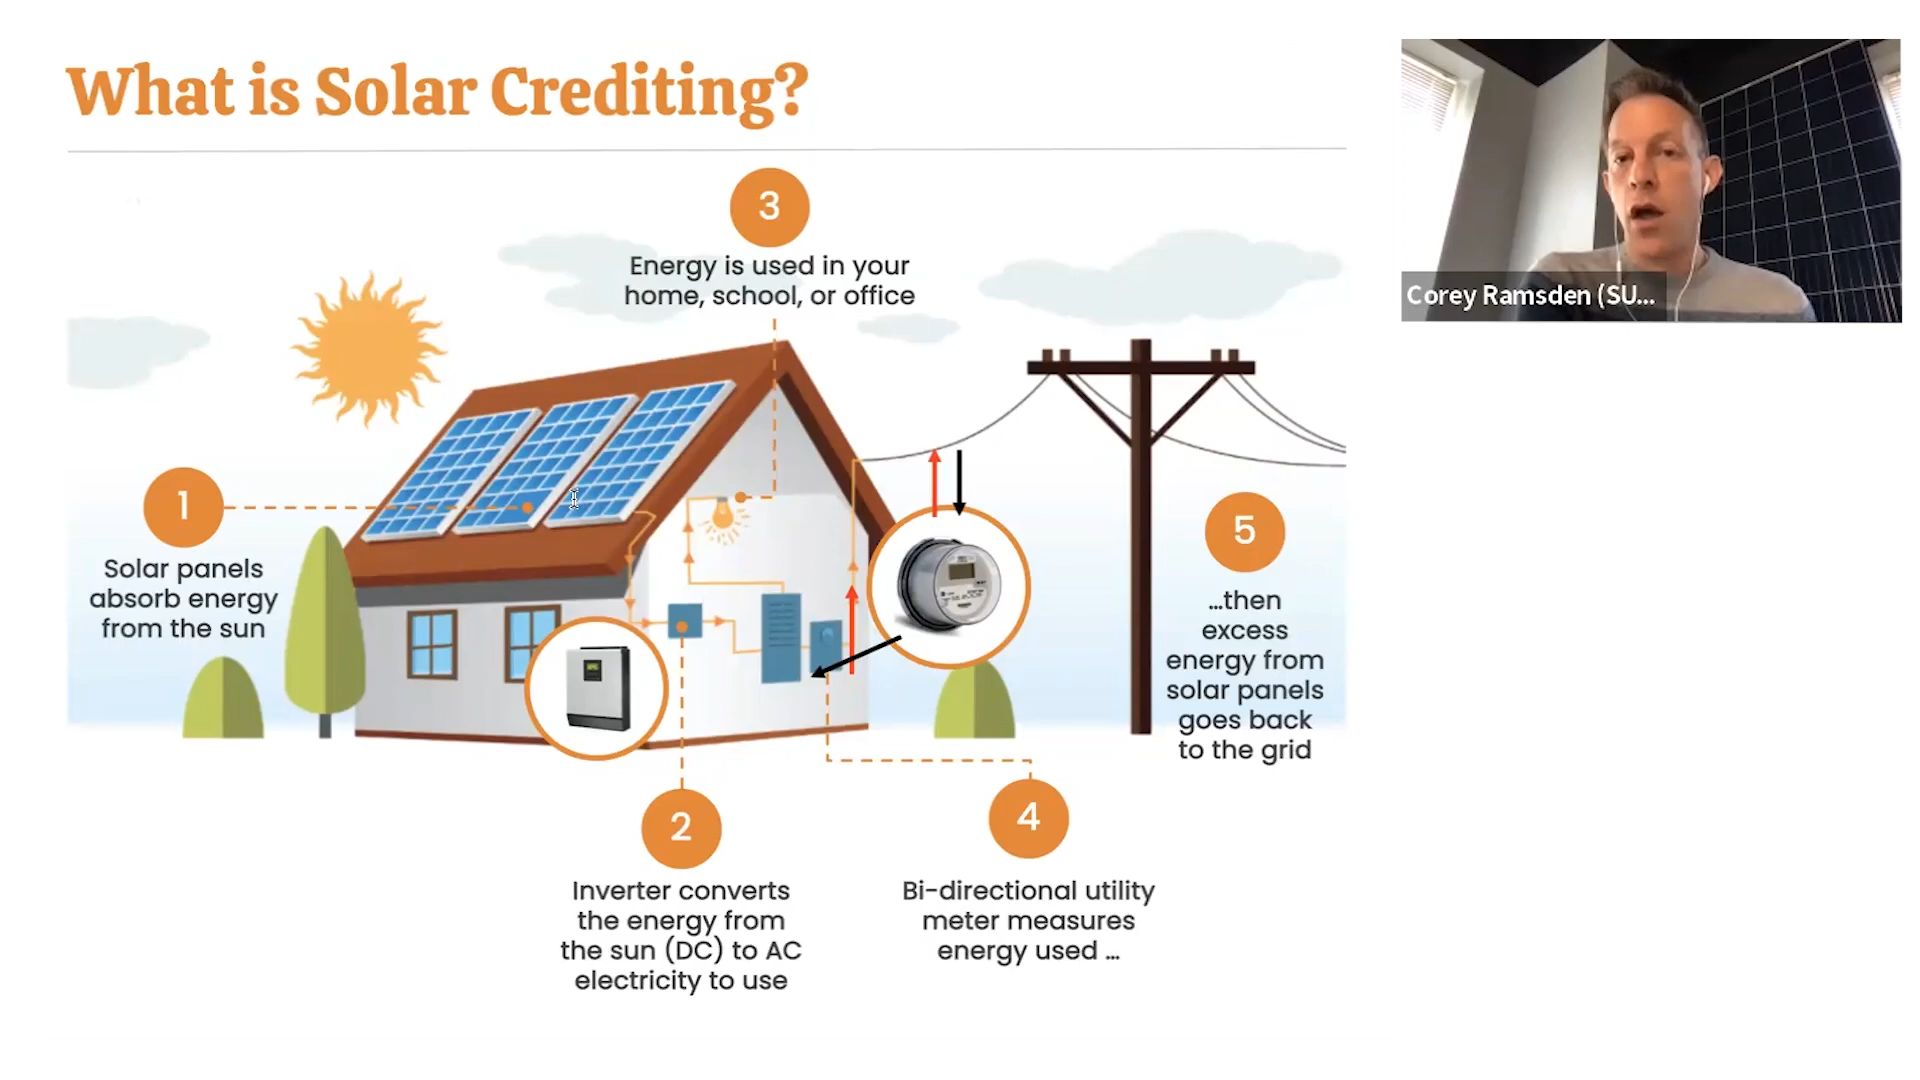 What is Solar Crediting?
Corey Ramsden (SU...
3
Energy is used in your
home, school, or office
1
Solar panels
absorb energy
from the sun
5
...then
excess
energy from
solar panels
goes back
to the grid
2
Inverter converts
the energy from
the sun (DC) to AC
electricity to use
4
Bi-directional utility
meter measures
energy used ...